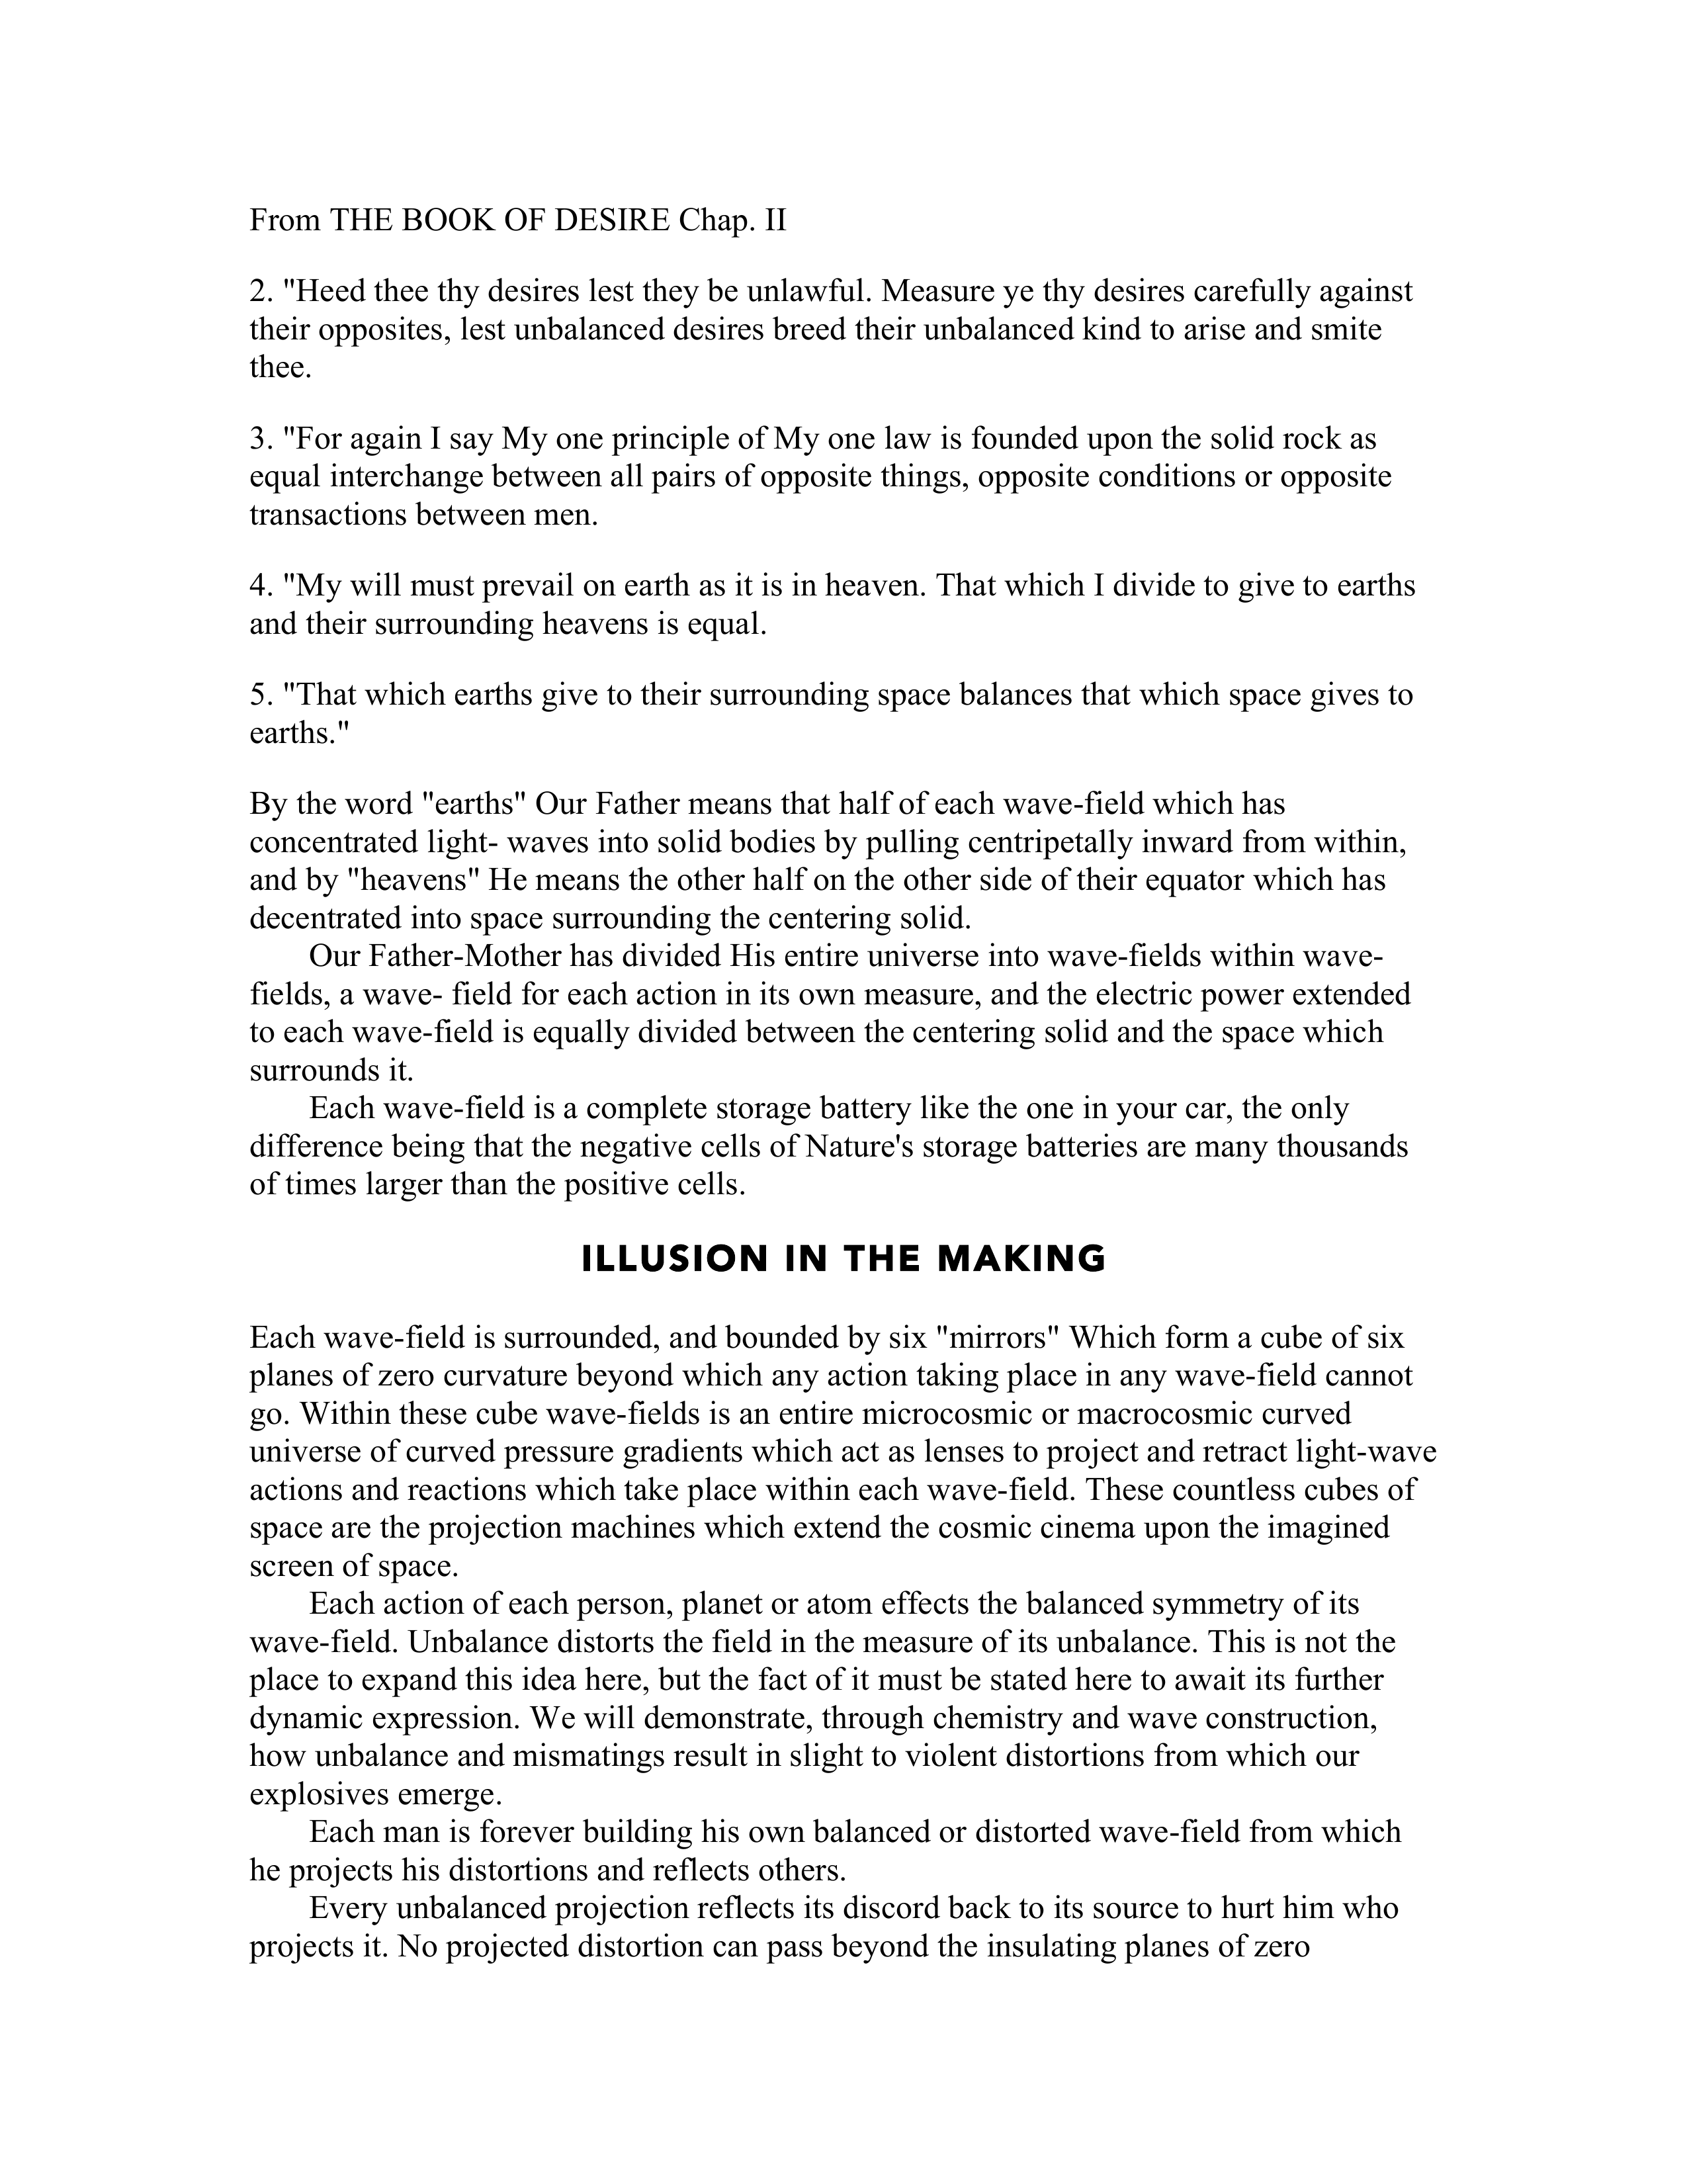 From THE BOOK OF DESIRE Chap. II
2. "Heed thee thy desires lest they be unlawful. Measure ye thy desires carefully against
their opposites, lest unbalanced desires breed their unbalanced kind to arise and smite
thee.
3. "For again I say My one principle of My one law is founded upon the solid rock as
equal interchange between all pairs of opposite things, opposite conditions or opposite
transactions between men.
4. "My will must prevail on earth as it is in heaven. That which I divide to give to earths
and their surrounding heavens is equal.
5. "That which earths give to their surrounding space balances that which space gives to
earths."
By the word "earths" Our Father means that half of each wave-field which has
concentrated light- waves into solid bodies by pulling centripetally inward from within,
and by "heavens" He means the other half on the other side of their equator which has
decentrated into space surrounding the centering solid.
Our Father-Mother has divided His entire universe into wave-fields within wave-
fields, a wave- field for each action in its own measure, and the electric power extended
to each wave-field is equally divided between the centering solid and the space which
surrounds it.
Each wave-field is a complete storage battery like the one in your car, the only
difference being that the negative cells of Nature's storage batteries are many thousands
of times larger than the positive cells.
ILLUSION IN THE MAKING
Each wave-field is surrounded, and bounded by six "mirrors" Which form a cube of six
planes of zero curvature beyond which any action taking place in any wave-field cannot
go. Within these cube wave-fields is an entire microcosmic or macrocosmic curved
universe of curved pressure gradients which act as lenses to project and retract light-wave
actions and reactions which take place within each wave-field. These countless cubes of
space are the projection machines which extend the cosmic cinema upon the imagined
screen of space.
Each action of each person, planet or atom effects the balanced symmetry of its
wave-field. Unbalance distorts the field in the measure of its unbalance. This is not the
place to expand this idea here, but the fact of it must be stated here to await its further
dynamic expression. We will demonstrate, through chemistry and wave construction,
how unbalance and mismatings result in slight to violent distortions from which our
explosives emerge.
Each man is forever building his own balanced or distorted wave-field from which
he projects his distortions and reflects others.
Every unbalanced projection reflects its discord back to its source to hurt him who
projects it. No projected distortion can pass beyond the insulating planes of zero